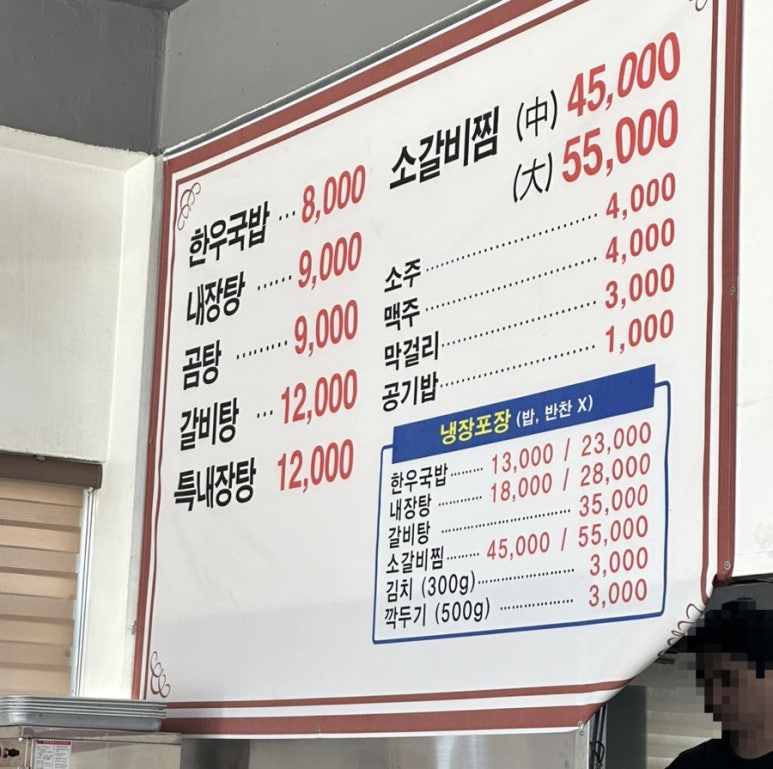 한우국밥 ··· 8,000
내장탕 ······ 9,000
곰탕 ········· 9,000
갈비탕 ··· 12,000
특내장탕 12,000
소갈비찜 (中) 45,000
(大) 55,000
소주 ······ 4,000
맥주 ······ 4,000
막걸리 ······ 3,000
공기밥 ······ 1,000
냉장포장 (밥, 반찬 X)
한우국밥 ······ 13,000 / 23,000
내장탕 ······ 18,000 / 28,000
갈비탕 ······ 35,000
소갈비찜 ······ 45,000 / 55,000
김치 (300g) ······ 3,000
깍두기 (500g) ······ 3,000